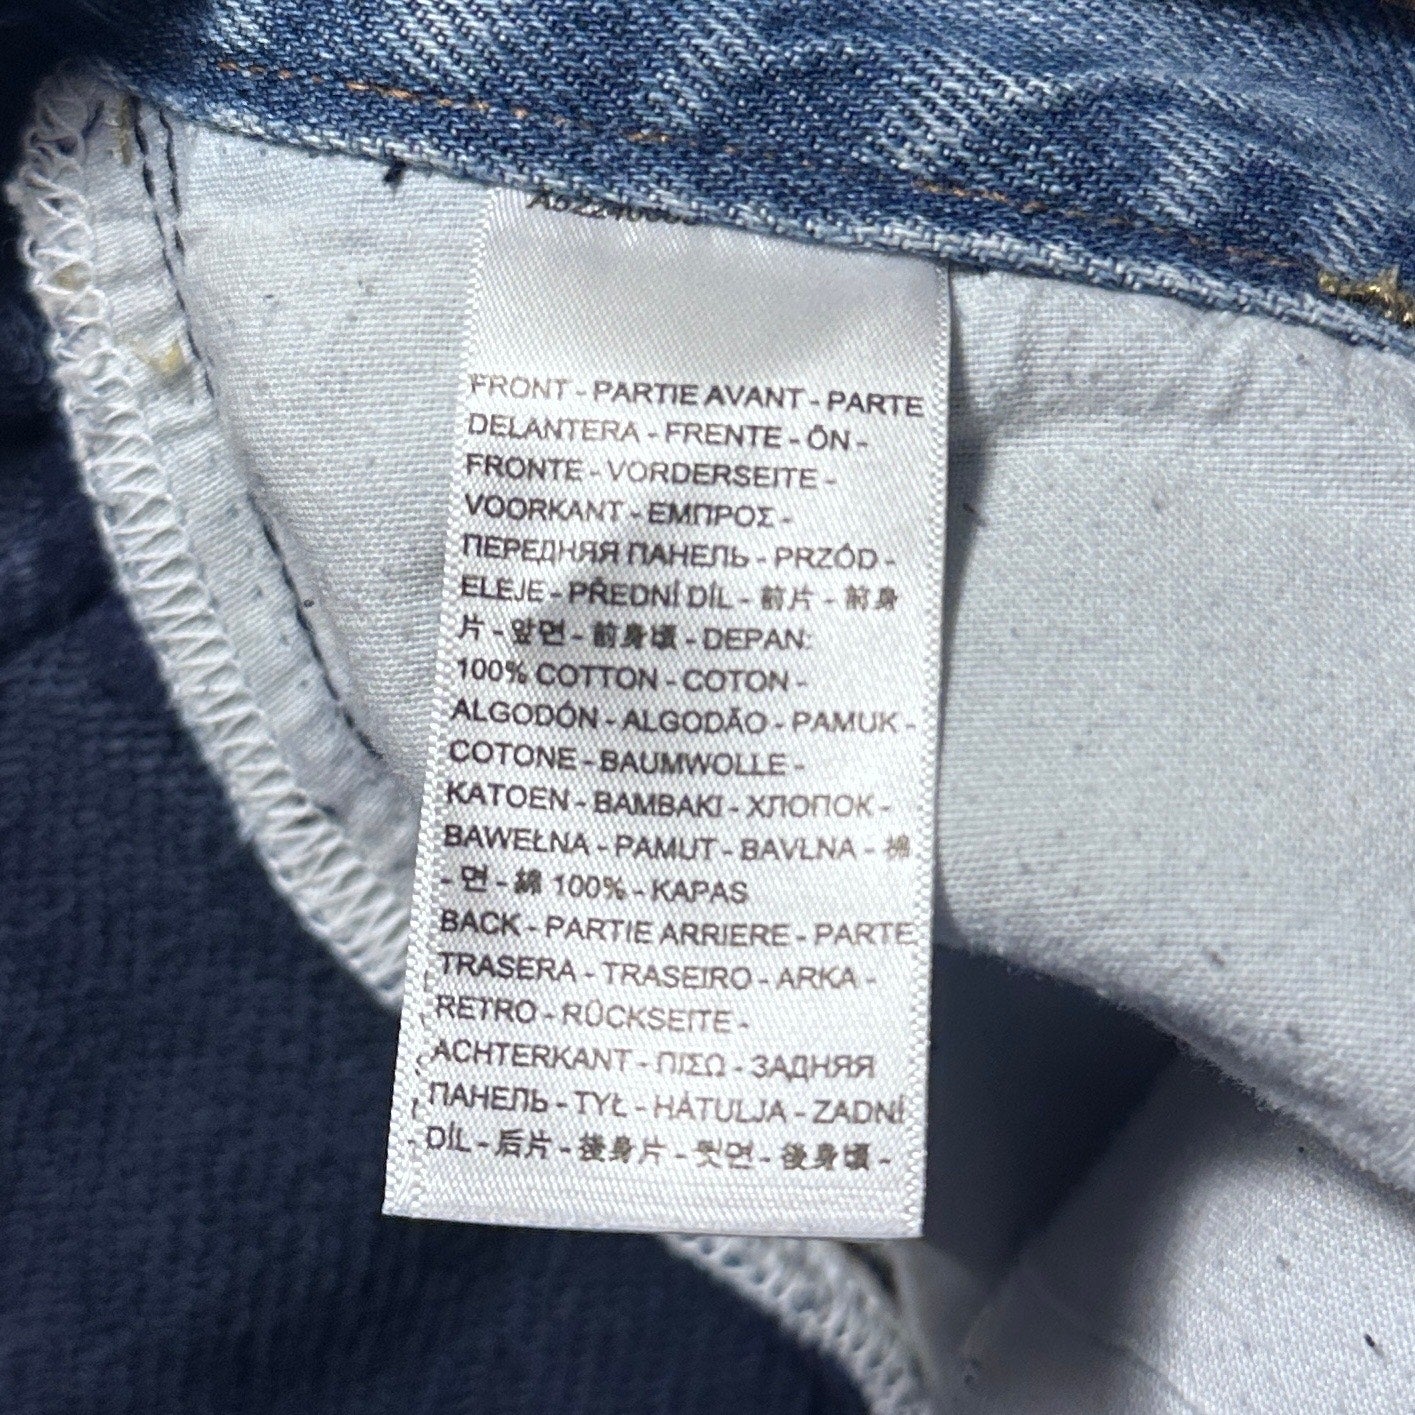 FRONT - PARTIE AVANT - PARTE
DELANTERA - FRENTE - ÖN -
FRONTE - VORDERSEITE -
VOORKANT - ΕΜΠΡΟΣ -
ПЕРЕДНЯЯ ПАНЕЛЬ - PRZÓD -
ELEJE - PŘEDNÍ DÍL - 前片 - 前身
片 - 앞면 - 前身頃 - DEPAN:
100% COTTON - COTON -
ALGODÓN - ALGODÃO - PAMUK -
COTONE - BAUMWOLLE -
KATOEN - ΒΑΜΒΑΚΙ - ХЛОПОК -
BAWEŁNA - PAMUT - BAVLNA - 棉
- 면 - 綿 100% - KAPAS
BACK - PARTIE ARRIERE - PARTE
TRASERA - TRASEIRO - ARKA -
RETRO - RÜCKSEITE -
ACHTERKANT - ΠΙΣΩ - ЗАДНЯЯ
ПАНЕЛЬ - TYŁ - HÁTULJA - ZADNÍ
DÍL - 后片 - 後身片 - 뒷면 - 後身頃 -